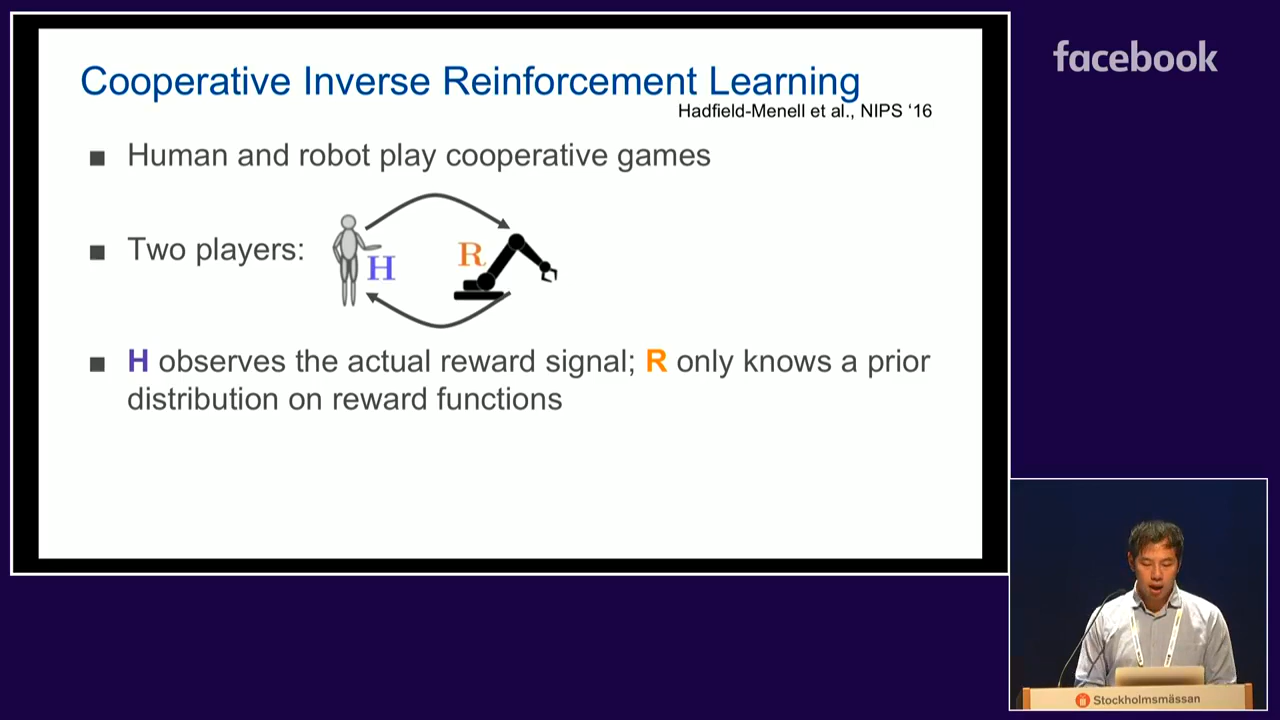 Cooperative Inverse Reinforcement Learning
Hadfield-Menell et al., NIPS ‘16
■ Human and robot play cooperative games
■ Two players:
H
R
■ H observes the actual reward signal; R only knows a prior
distribution on reward functions
facebook
Stockholmsmässan